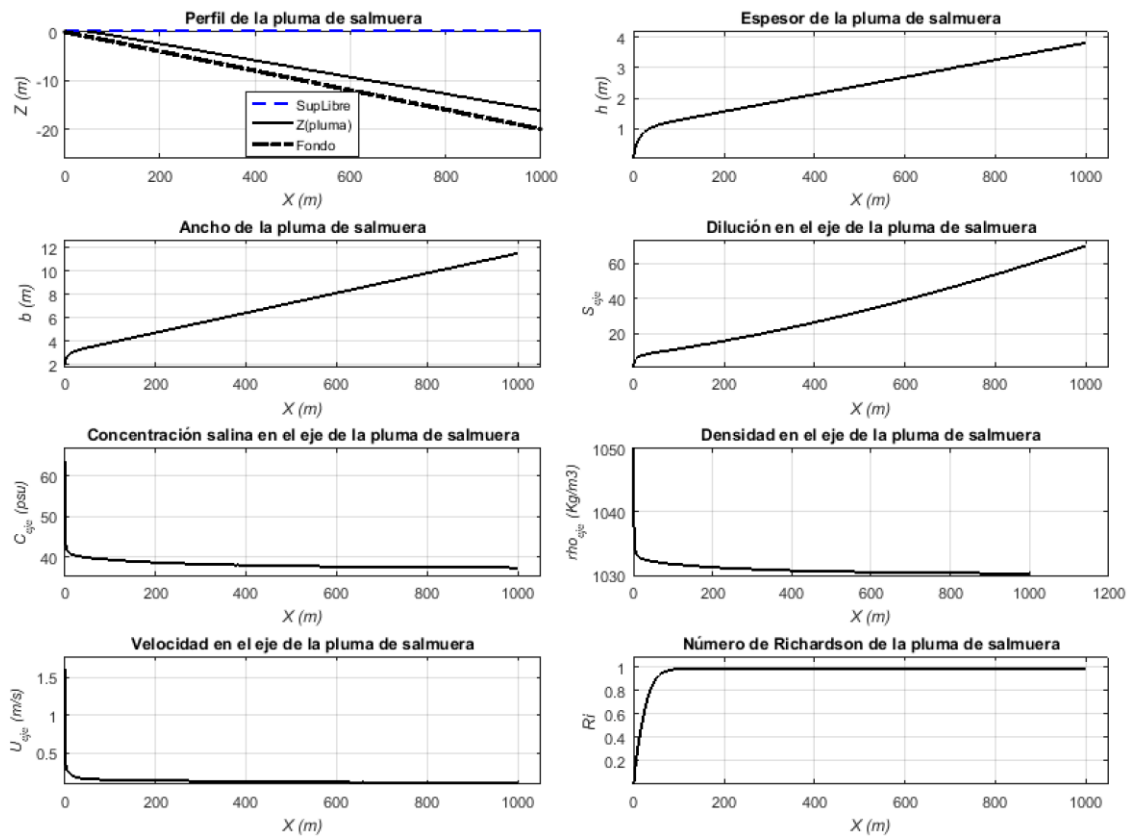 Perfil de la pluma de salmuera
Z (m)
0
-10
-20
SupLibre
Z(pluma)
Fondo
0 200 400 600 800 1000
X (m)
Espesor de la pluma de salmuera
h (m)
4
3
2
1
0 200 400 600 800 1000
X (m)
Ancho de la pluma de salmuera
b (m)
12
10
8
6
4
2
0 200 400 600 800 1000
X (m)
Dilución en el eje de la pluma de salmuera
S_eje
60
40
20
0 200 400 600 800 1000
X (m)
Concentración salina en el eje de la pluma de salmuera
C_eje (psu)
60
50
40
0 200 400 600 800 1000
X (m)
Densidad en el eje de la pluma de salmuera
rho_eje (Kg/m3)
1050
1040
1030
0 200 400 600 800 1000 1200
X (m)
Velocidad en el eje de la pluma de salmuera
U_eje (m/s)
1.5
1
0.5
0 200 400 600 800 1000
X (m)
Número de Richardson de la pluma de salmuera
Ri
1
0.8
0.6
0.4
0.2
0 200 400 600 800 1000
X (m)